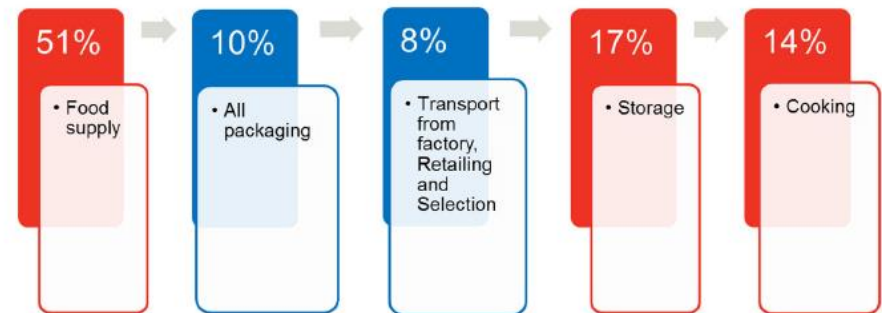 51%
• Food
supply
10%
• All
packaging
8%
• Transport
from
factory,
Retailing
and
Selection
17%
• Storage
14%
• Cooking